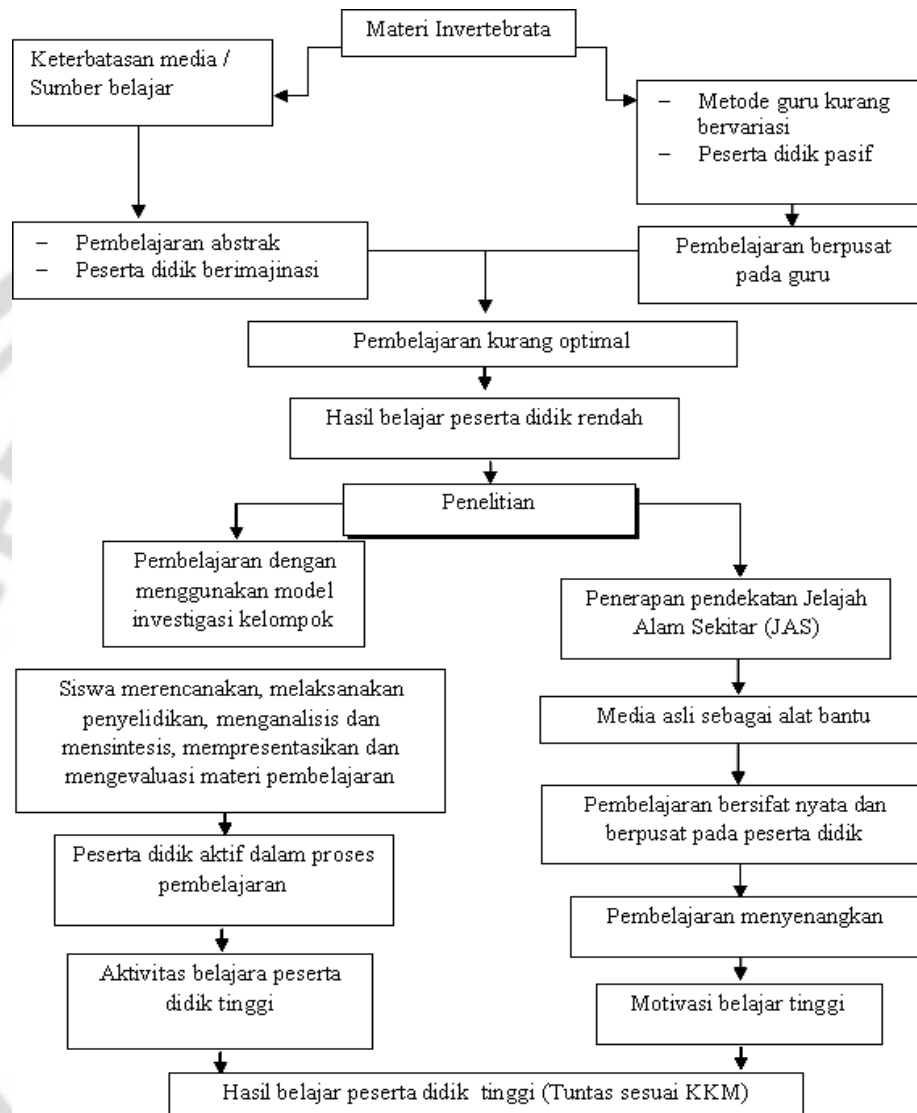 Materi Invertebrata
Keterbatasan media /
Sumber belajar
– Metode guru kurang
bervariasi
– Peserta didik pasif
– Pembelajaran abstrak
– Peserta didik berimajinasi
Pembelajaran berpusat
pada guru
Pembelajaran kurang optimal
Hasil belajar peserta didik rendah
Penelitian
Pembelajaran dengan
menggunakan model
investigasi kelompok
Penerapan pendekatan Jelajah
Alam Sekitar (JAS)
Siswa merencanakan, melaksanakan
penyelidikan, menganalisis dan
mensintesis, mempresentasikan dan
mengevaluasi materi pembelajaran
Media asli sebagai alat bantu
Pembelajaran bersifat nyata dan
berpusat pada peserta didik
Peserta didik aktif dalam proses
pembelajaran
Pembelajaran menyenangkan
Aktivitas belajara peserta
didik tinggi
Motivasi belajar tinggi
Hasil belajar peserta didik tinggi (Tuntas sesuai KKM)